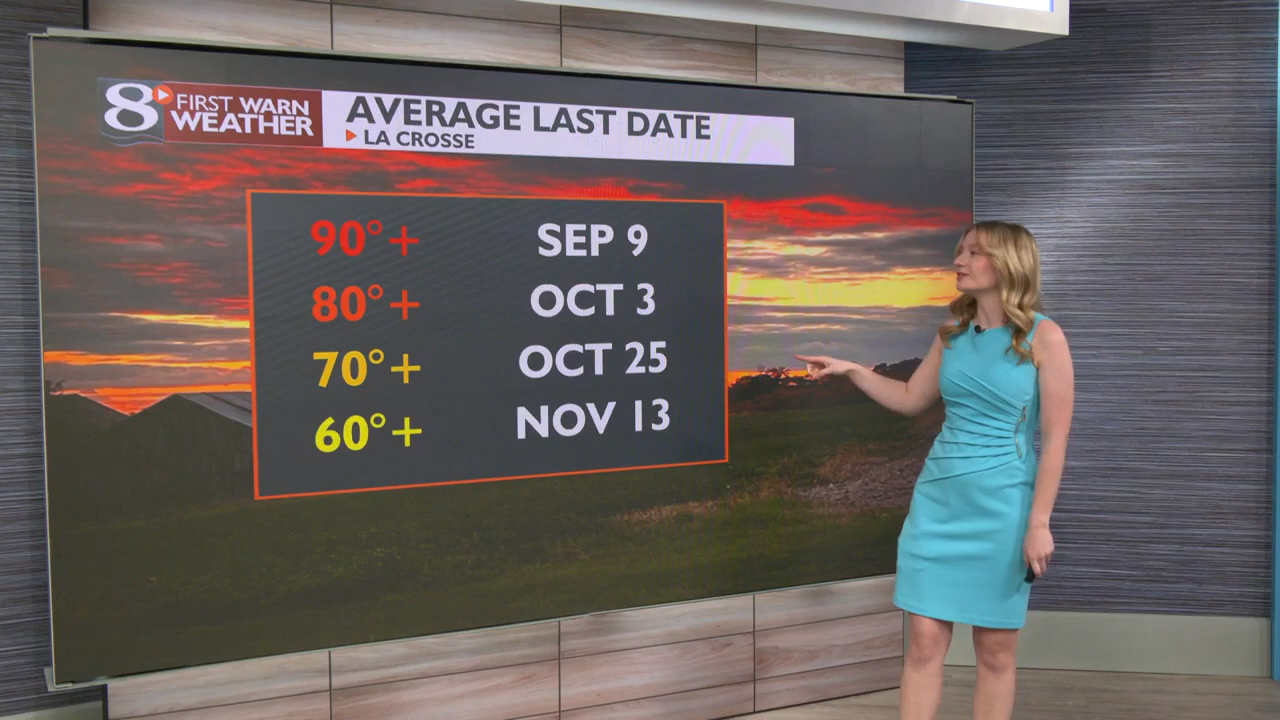 8 FIRST WARN
WEATHER
AVERAGE LAST DATE
LA CROSSE
90°+ SEP 9
80°+ OCT 3
70°+ OCT 25
60°+ NOV 13